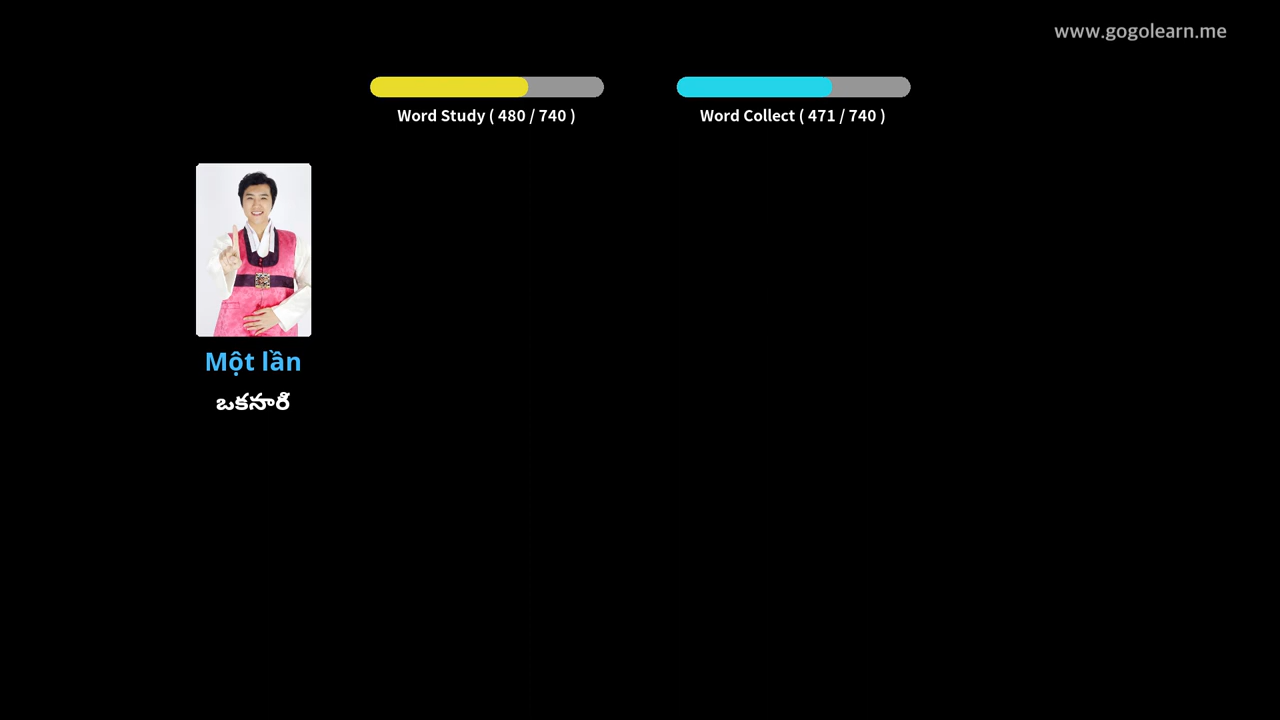 www.gogolearn.me
Word Study ( 480 / 740 )
Word Collect ( 471 / 740 )
Một lần
ఒకసారి